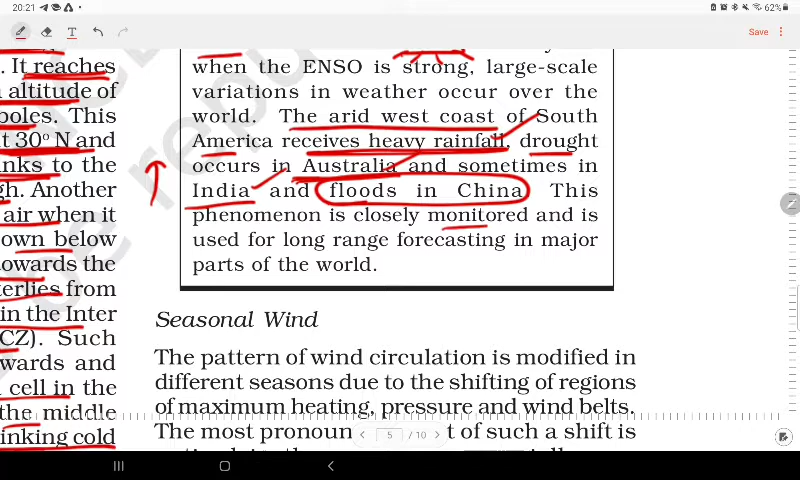 20:21
62%
T
Save
when the ENSO is strong, large-scale
variations in weather occur over the
world. The arid west coast of South
America receives heavy rainfall, drought
occurs in Australia and sometimes in
India and floods in China This
phenomenon is closely monitored and is
used for long range forecasting in major
parts of the world.
Seasonal Wind
The pattern of wind circulation is modified in
different seasons due to the shifting of regions
of maximum heating, pressure and wind belts.
The most pronoun t of such a shift is
. It reaches
altitude of
poles. This
t 30° N and
nks to the
gh. Another
air when it
own below
owards the
terlies from
in the Inter
CZ). Such
wards and
cell in the
the middle
inking cold
5 / 10